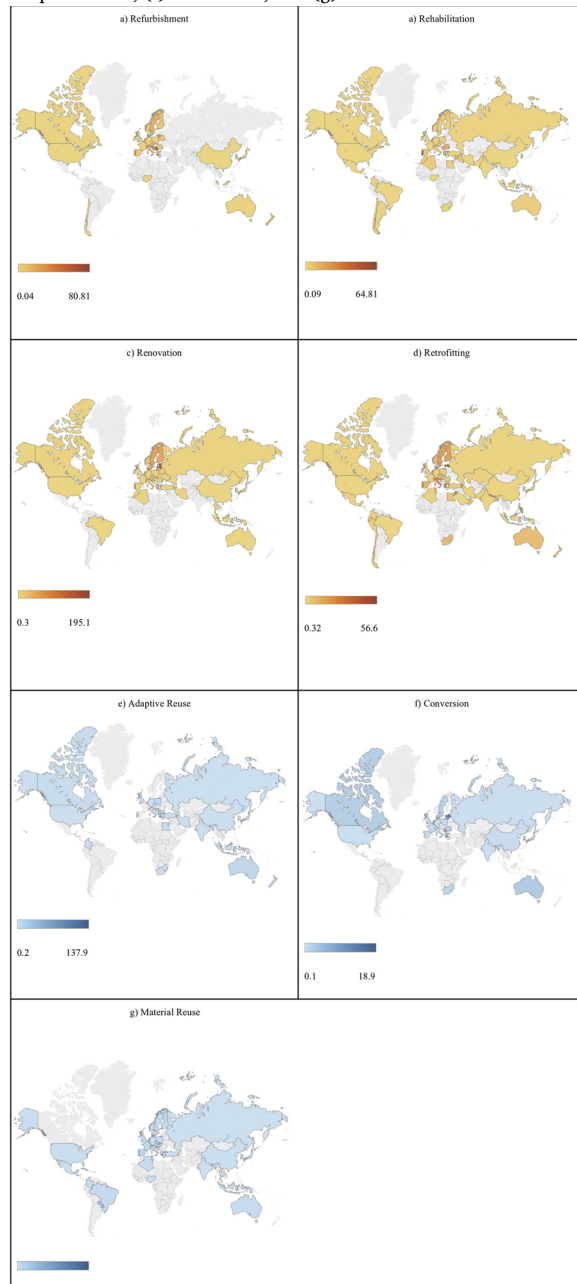 a) Refurbishment
a) Rehabilitation
0.04 80.81
0.09 64.81
c) Renovation
d) Retrofitting
0.3 195.1
0.32 56.6
e) Adaptive Reuse
f) Conversion
0.2 137.9
0.1 18.9
g) Material Reuse